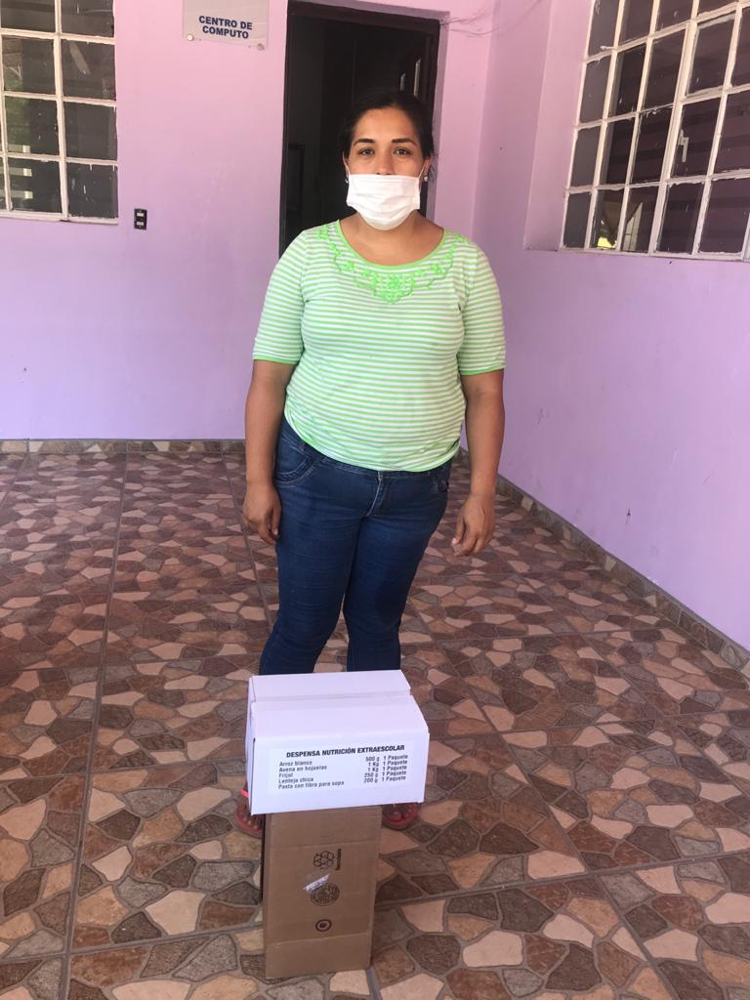 CENTRO DE
COMPUTO
DESPENSA NUTRICIÓN EXTRAESCOLAR
Arroz blanco 500 g 1 Paquete
Avena en hojuelas 1 Kg 1 Paquete
Frijol 1 Kg 1 Paquete
Lenteja chica 250 g 1 Paquete
Pasta con fibra para sopa 200 g 1 Paquete